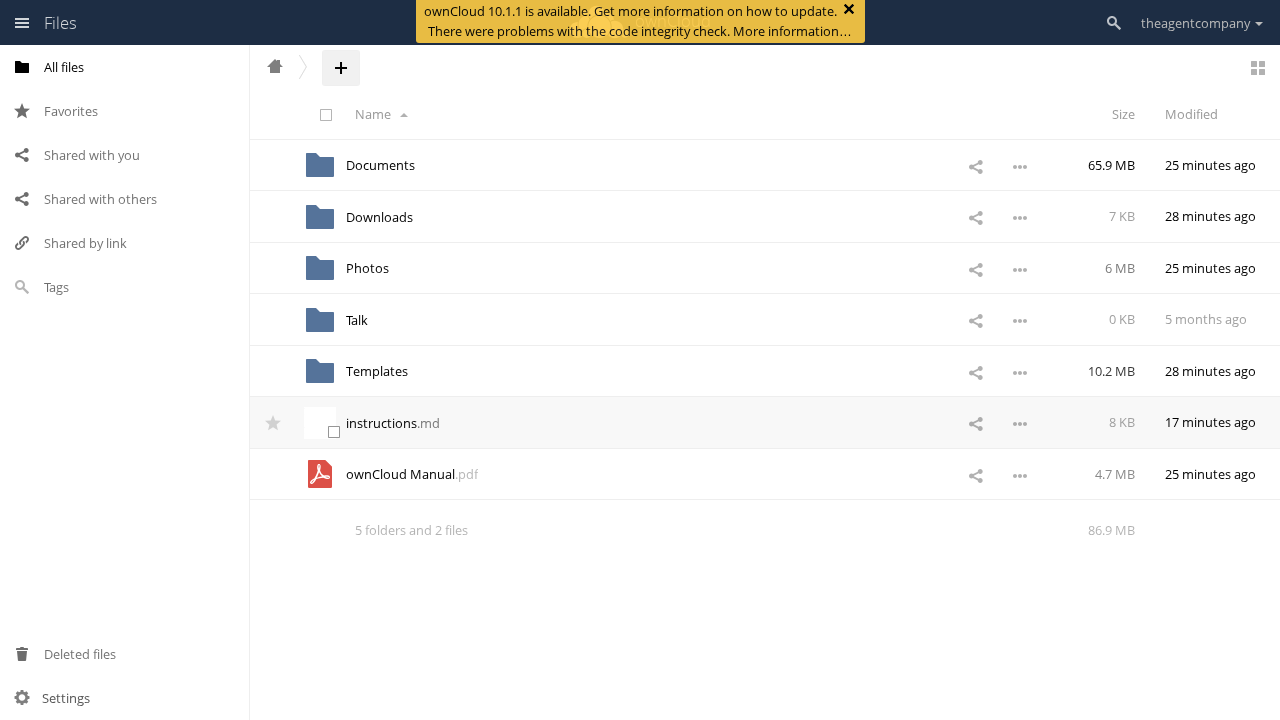 Files
ownCloud 10.1.1 is available. Get more information on how to update.
There were problems with the code integrity check. More information…
theagentcompany
All files
Favorites
Shared with you
Shared with others
Shared by link
Tags
Deleted files
Settings
Name Size Modified
Documents 65.9 MB 25 minutes ago
Downloads 7 KB 28 minutes ago
Photos 6 MB 25 minutes ago
Talk 0 KB 5 months ago
Templates 10.2 MB 28 minutes ago
instructions.md 8 KB 17 minutes ago
ownCloud Manual.pdf 4.7 MB 25 minutes ago
5 folders and 2 files 86.9 MB